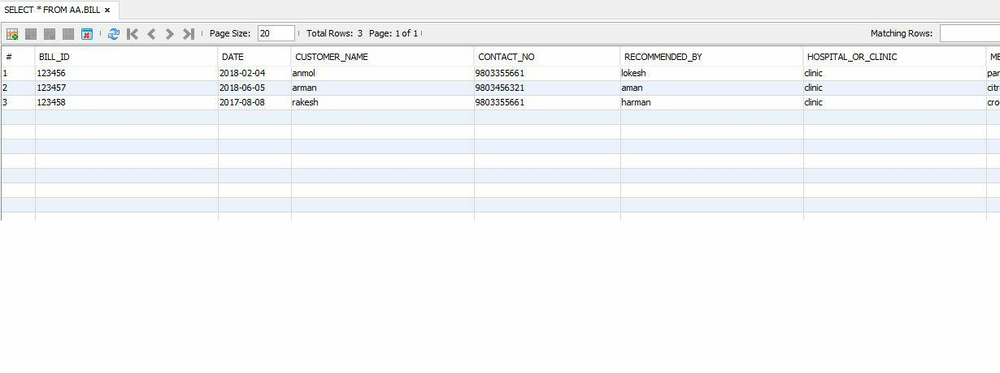 SELECT * FROM AA.BILL
Page Size: 20 Total Rows: 3 Page: 1 of 1 Matching Rows:
# BILL_ID DATE CUSTOMER_NAME CONTACT_NO RECOMMENDED_BY HOSPITAL_OR_CLINIC ME
1 123456 2018-02-04 anmol 9803355661 lokesh clinic par
2 123457 2018-06-05 arman 9803456321 aman clinic citr
3 123458 2017-08-08 rakesh 9803355661 harman clinic cro